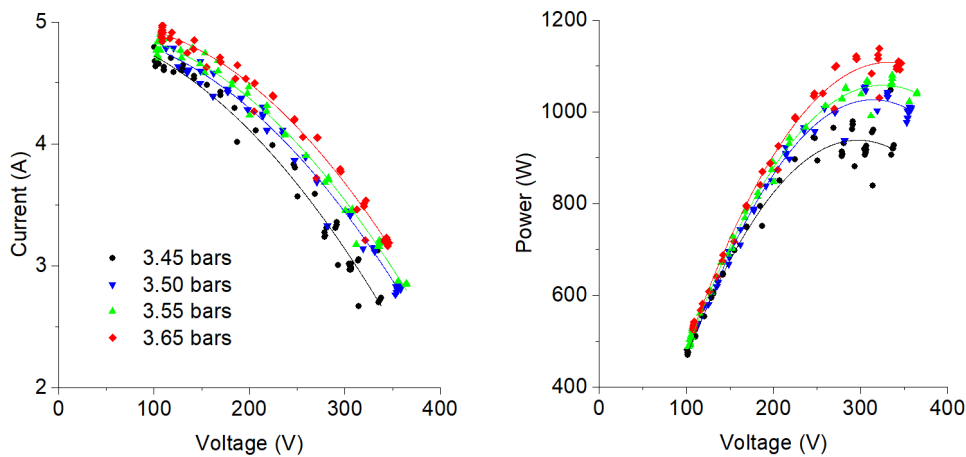 Current (A)
5
4
3
2
3.45 bars
3.50 bars
3.55 bars
3.65 bars
0
100
200
300
400
Voltage (V)
Power (W)
1200
1000
800
600
400
0
100
200
300
400
Voltage (V)